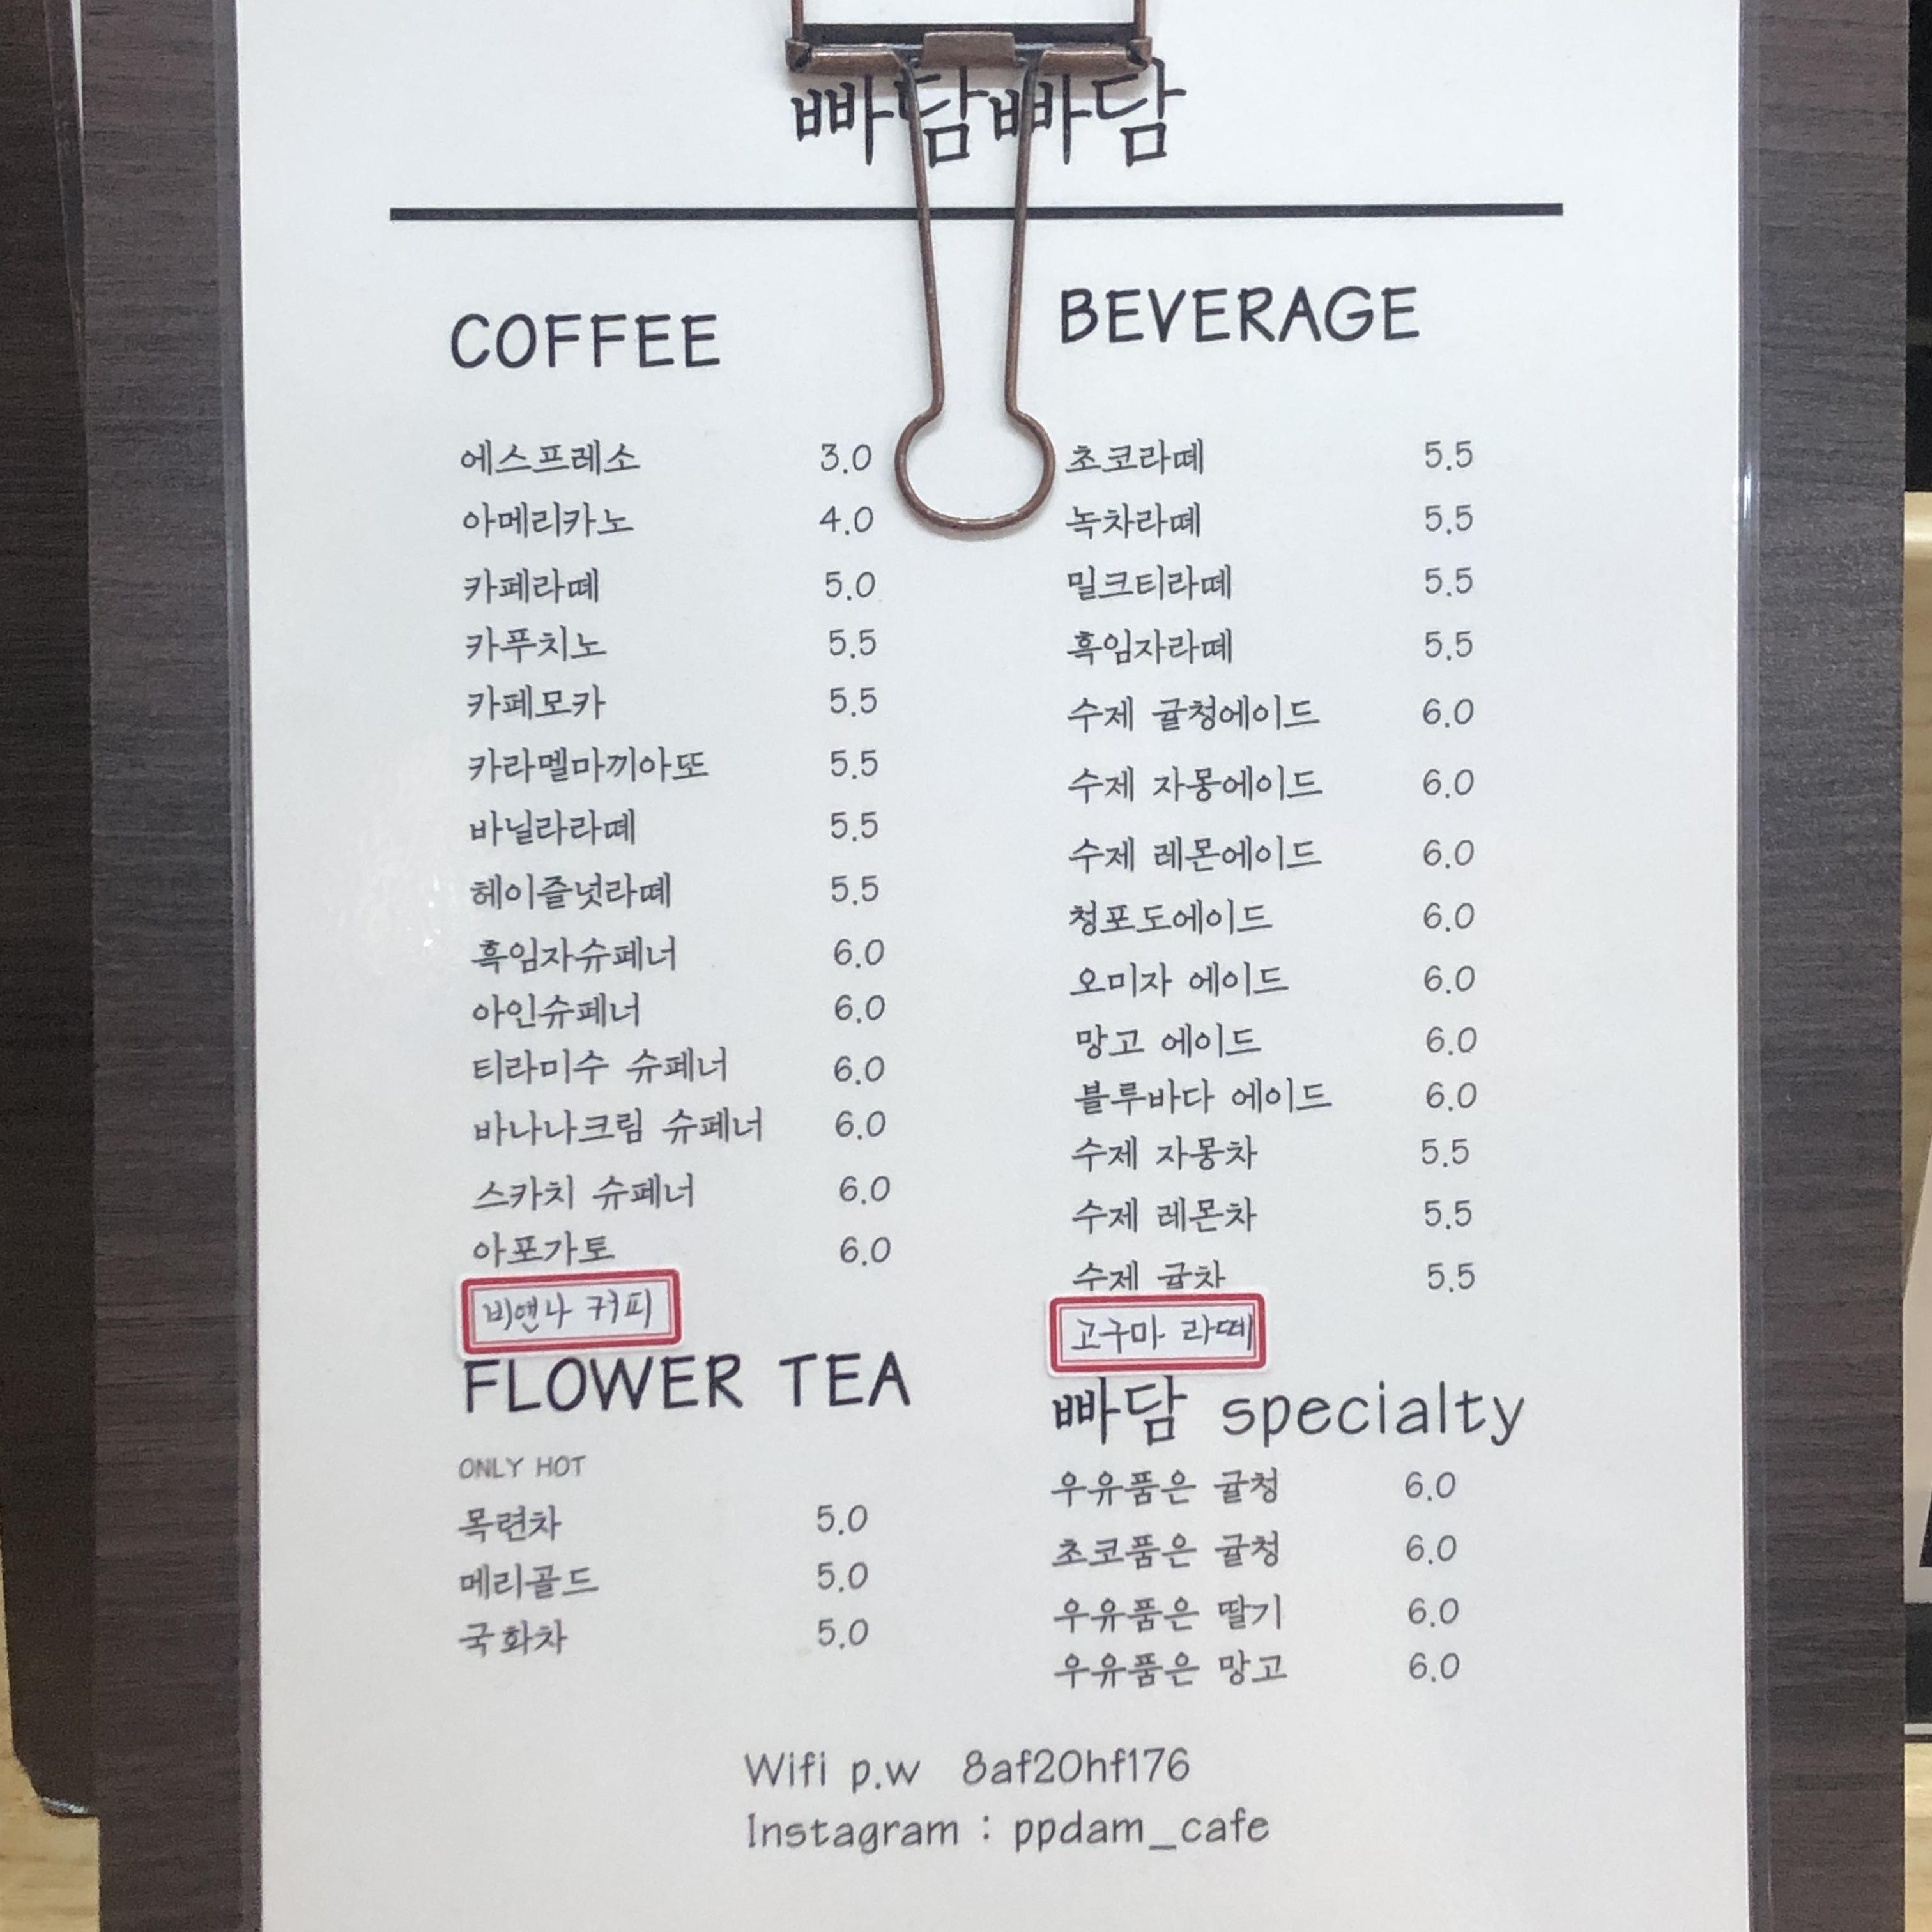 빠담빠담
COFFEE
에스프레소 3.0
아메리카노 4.0
카페라떼 5.0
카푸치노 5.5
카페모카 5.5
카라멜마끼아또 5.5
바닐라라떼 5.5
헤이즐넛라떼 5.5
흑임자슈페너 6.0
아인슈페너 6.0
티라미수 슈페너 6.0
바나나크림 슈페너 6.0
스카치 슈페너 6.0
아포가토 6.0
비엔나 커피
FLOWER TEA
ONLY HOT
목련차 5.0
메리골드 5.0
국화차 5.0
BEVERAGE
초코라떼 5.5
녹차라떼 5.5
밀크티라떼 5.5
흑임자라떼 5.5
수제 귤청에이드 6.0
수제 자몽에이드 6.0
수제 레몬에이드 6.0
청포도에이드 6.0
오미자 에이드 6.0
망고 에이드 6.0
블루바다 에이드 6.0
수제 자몽차 5.5
수제 레몬차 5.5
수제 귤차 5.5
고구마 라떼
빠담 specialty
우유품은 귤청 6.0
초코품은 귤청 6.0
우유품은 딸기 6.0
우유품은 망고 6.0
Wifi p.w 8af20hf176
Instagram : ppdam_cafe